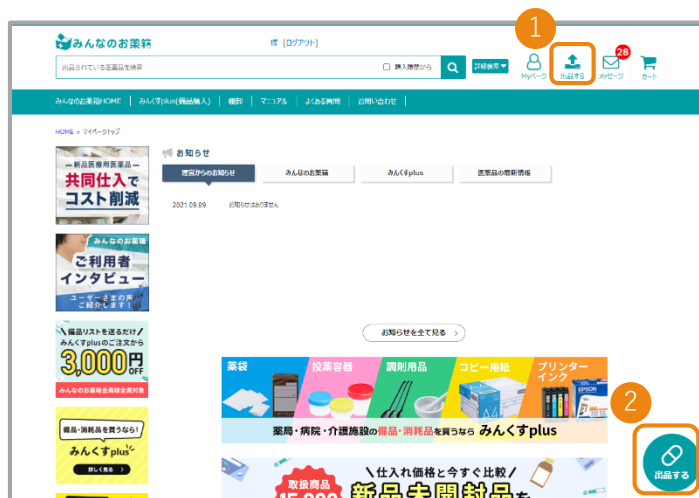 1
みんなのお薬箱
様 [ログアウト]
出品されている医薬品を検索
購入履歴から
詳細検索▼
Myページ
出品する
28
メッセージ
カート
みんなのお薬箱HOME
みんくすplus(備品購入)
棚卸
マニュアル
よくある質問
お問い合わせ
HOME > マイページトップ
お知らせ
運営からのお知らせ
みんなのお薬箱
みんくすplus
医薬品の最新情報
2021.09.09 お知らせはありません
お知らせを全て見る
新品医療用医薬品
共同仕入で
コスト削減
みんなのお薬箱
ご利用者
インタビュー
ユーザーさまの声
ご紹介します!
\備品リストを送るだけ/
みんくすplusのご注文から
3,000円
OFF
みんなのお薬箱会員様全員対象
備品・消耗品を買うなら!
みんくすplus
詳しく見る
薬袋
投薬容器
調剤用品
コピー用紙
プリンター
インク
A4
EPSON
薬局・病院・介護施設の備品・消耗品を買うなら みんくすplus
取扱商品
15,000
\仕入れ価格と今すぐ比較/
新品未開封品を
2
出品する